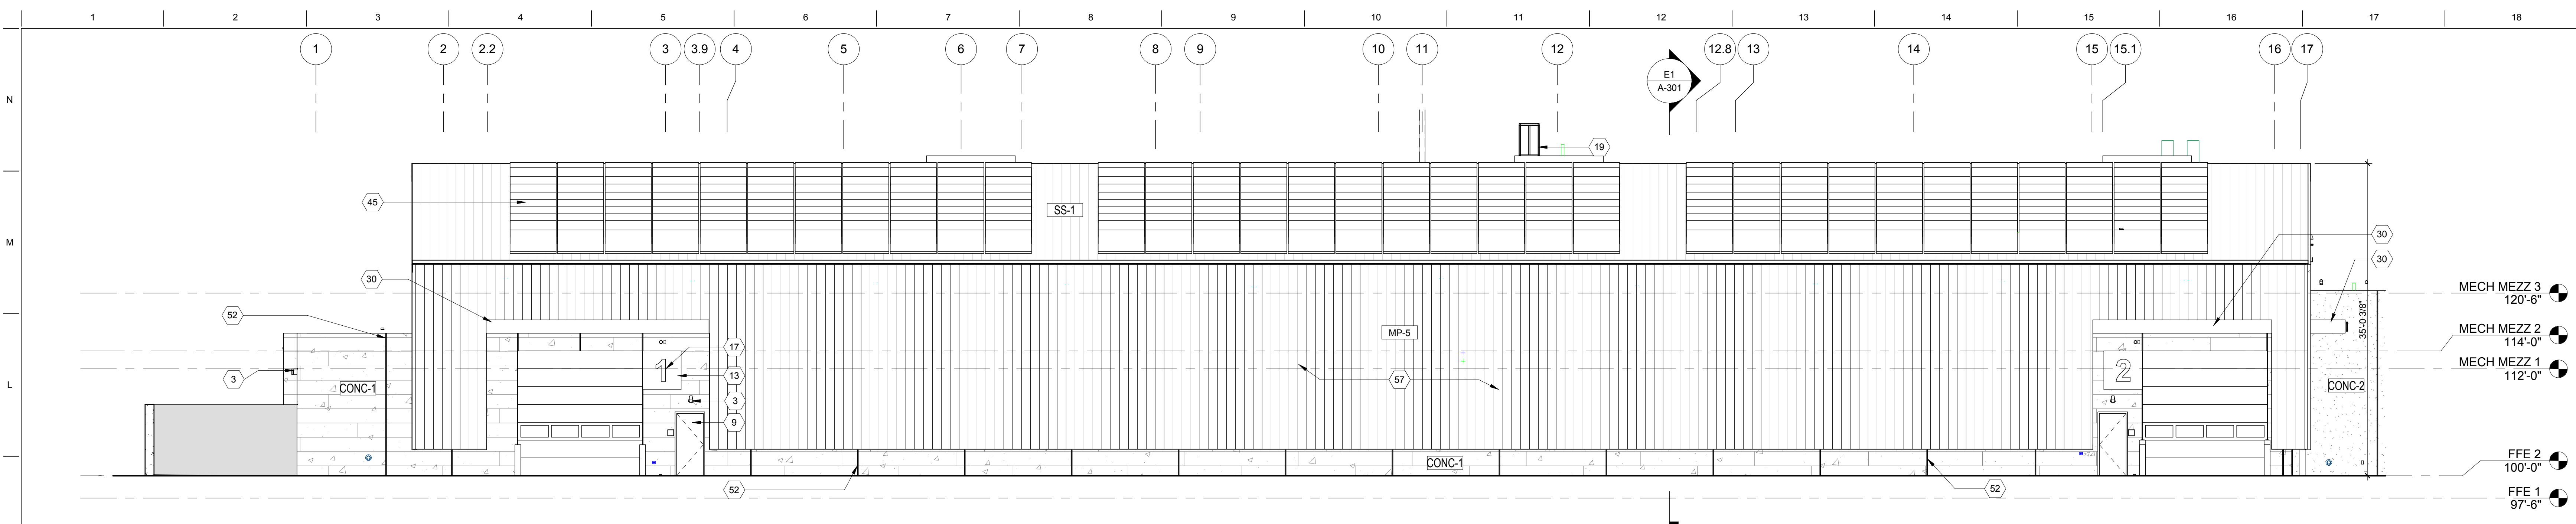 1 2 3 4 5 6 7 8 9 10 11 12 13 14 15 16 17 18
1 2 2.2 3 3.9 4 5 6 7 8 9 10 11 12 12.8 13 14 15 15.1 16 17
E1
A-301
N
19
M
45
SS-1
30
30
30
MECH MEZZ 3
120'-6"
52
35'-0 3/8"
MECH MEZZ 2
114'-0"
MP-5
17
1
2
MECH MEZZ 1
112'-0"
3
13
57
L
CONC-1
CONC-2
3
9
FFE 2
100'-0"
CONC-1
52
52
FFE 1
97'-6"